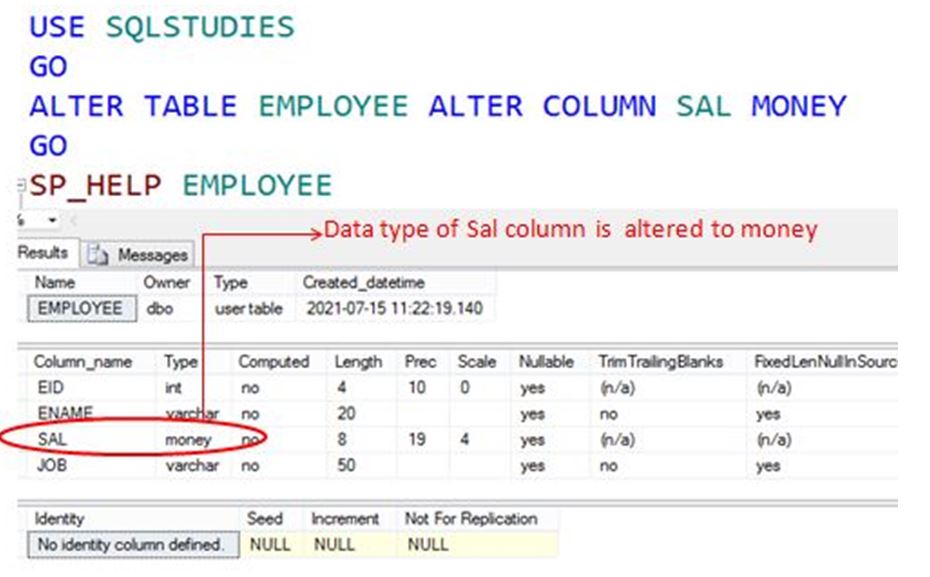 USE SQLSTUDIES
GO
ALTER TABLE EMPLOYEE ALTER COLUMN SAL MONEY
GO
SP_HELP EMPLOYEE
Data type of Sal column is altered to money
Results Messages
Name Owner Type Created_datetime
EMPLOYEE dbo user table 2021-07-15 11:22:19.140
Column_name Type Computed Length Prec Scale Nullable TrimTrailingBlanks FixedLenNullInSourc
EID int no 4 10 0 yes (n/a) (n/a)
ENAME varchar no 20 yes no yes
SAL money no 8 19 4 yes (n/a) (n/a)
JOB varchar no 50 yes no yes
Identity Seed Increment Not For Replication
No identity column defined. NULL NULL NULL